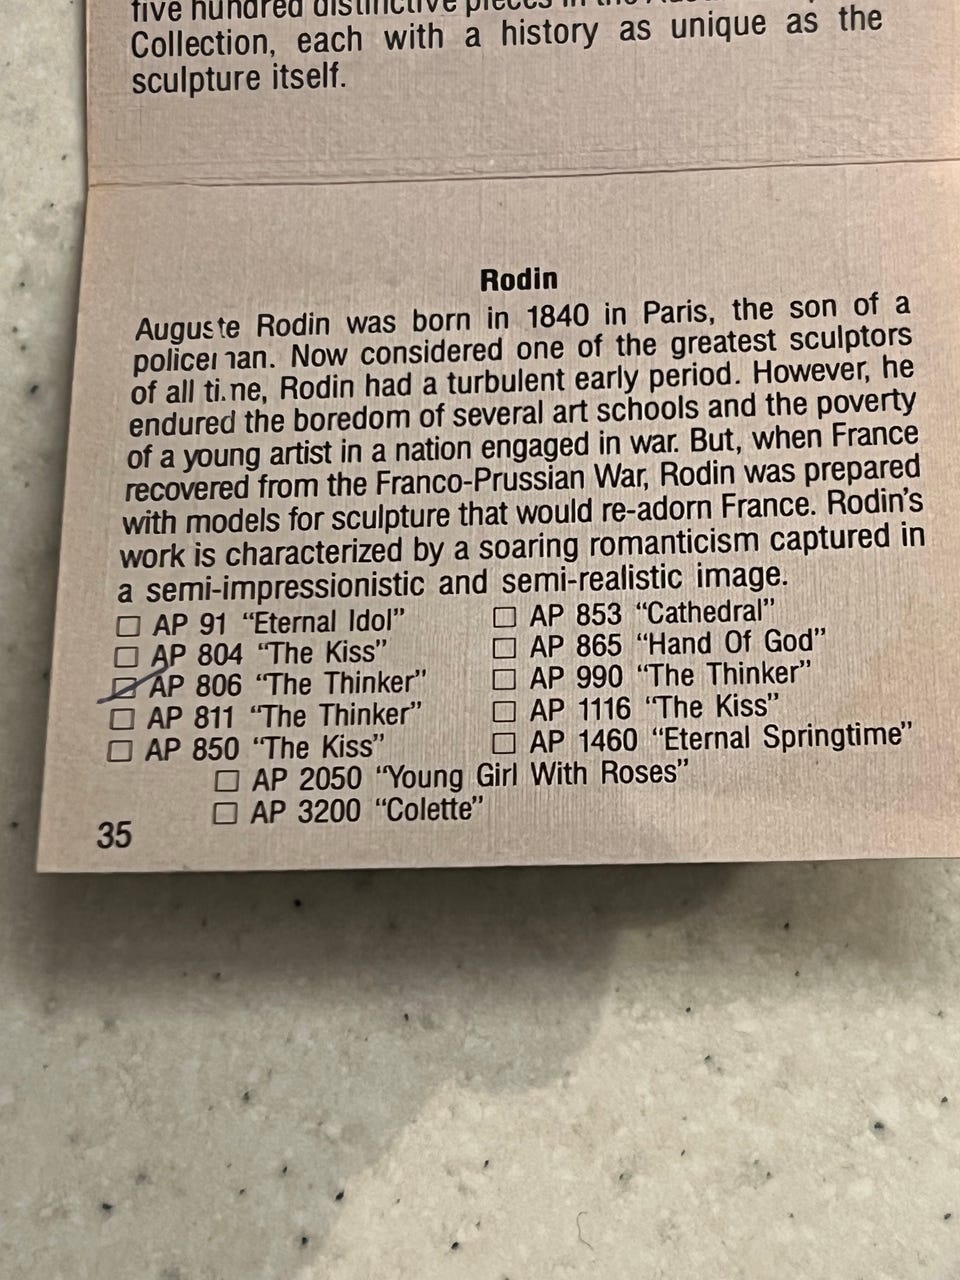 five hundred distinctive pieces in the
Collection, each with a history as unique as the
sculpture itself.
Rodin
Auguste Rodin was born in 1840 in Paris, the son of a
policeman. Now considered one of the greatest sculptors
of all time, Rodin had a turbulent early period. However, he
endured the boredom of several art schools and the poverty
of a young artist in a nation engaged in war. But, when France
recovered from the Franco-Prussian War, Rodin was prepared
with models for sculpture that would re-adorn France. Rodin's
work is characterized by a soaring romanticism captured in
a semi-impressionistic and semi-realistic image.
☐ AP 91 "Eternal Idol" ☐ AP 853 "Cathedral"
☐ AP 804 "The Kiss" ☐ AP 865 "Hand Of God"
☑ AP 806 "The Thinker" ☐ AP 990 "The Thinker"
☐ AP 811 "The Thinker" ☐ AP 1116 "The Kiss"
☐ AP 850 "The Kiss" ☐ AP 1460 "Eternal Springtime"
☐ AP 2050 "Young Girl With Roses"
☐ AP 3200 "Colette"
35